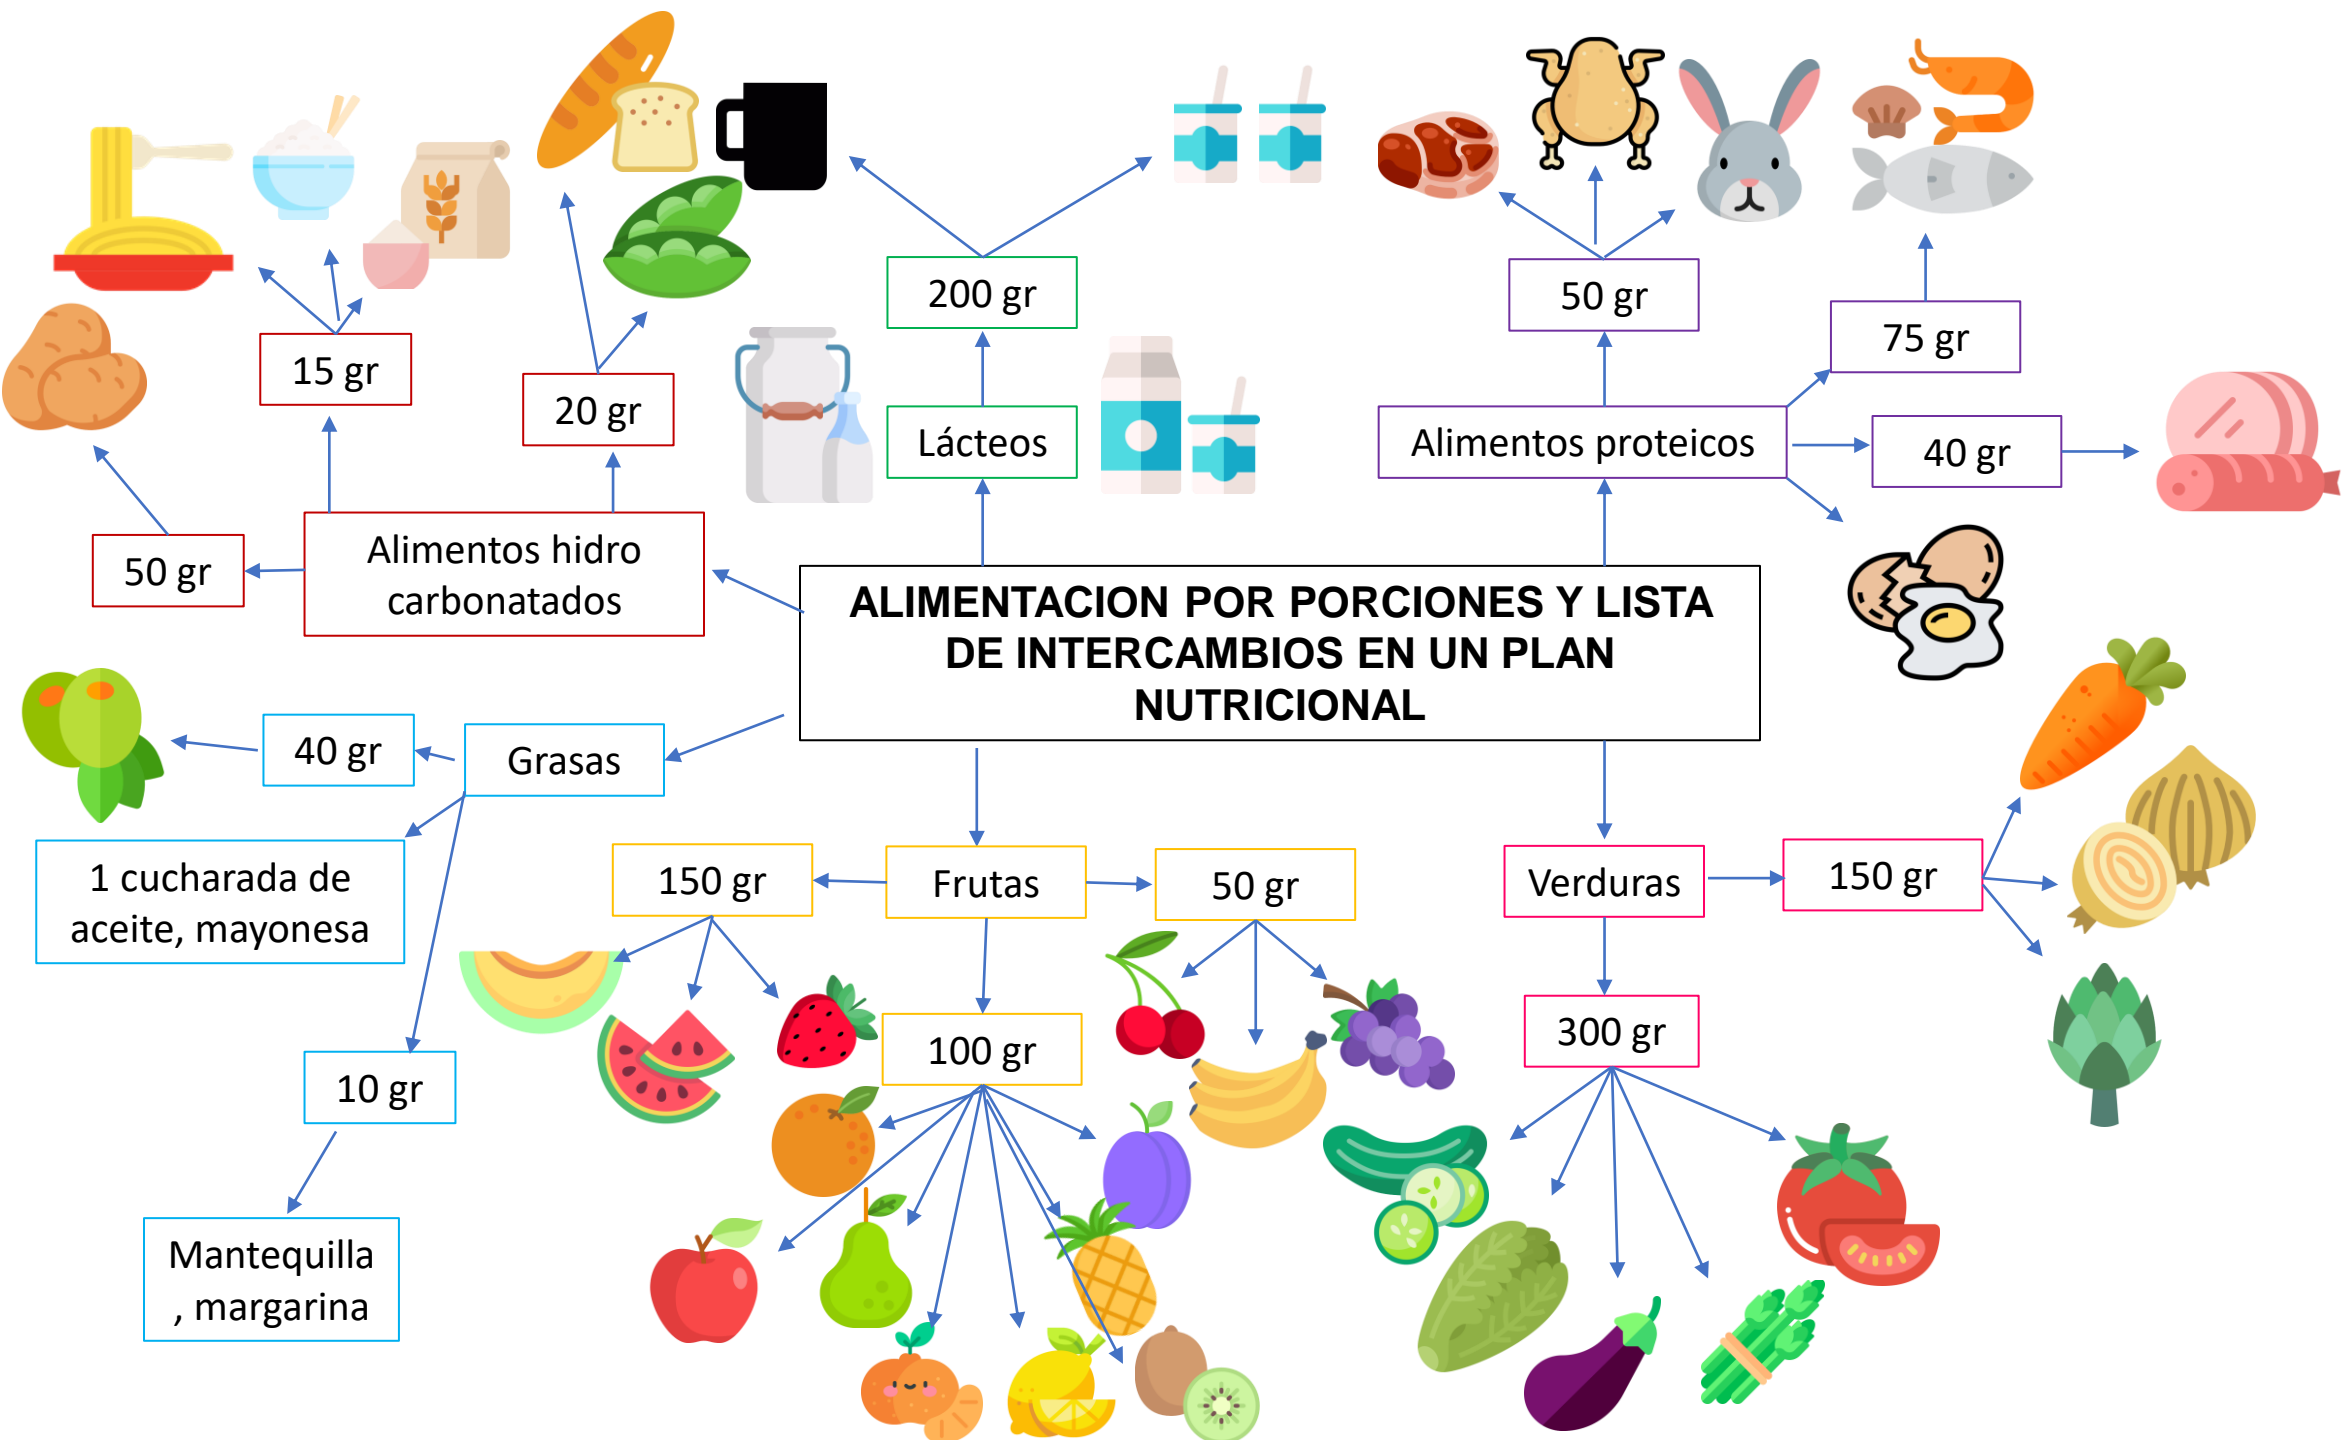 200 gr
50 gr
75 gr
15 gr
20 gr
Lácteos
Alimentos proteicos
40 gr
50 gr
Alimentos hidro
carbonatados
ALIMENTACION POR PORCIONES Y LISTA
DE INTERCAMBIOS EN UN PLAN
NUTRICIONAL
40 gr
Grasas
1 cucharada de
aceite, mayonesa
150 gr
Frutas
50 gr
Verduras
150 gr
10 gr
100 gr
300 gr
Mantequilla
, margarina